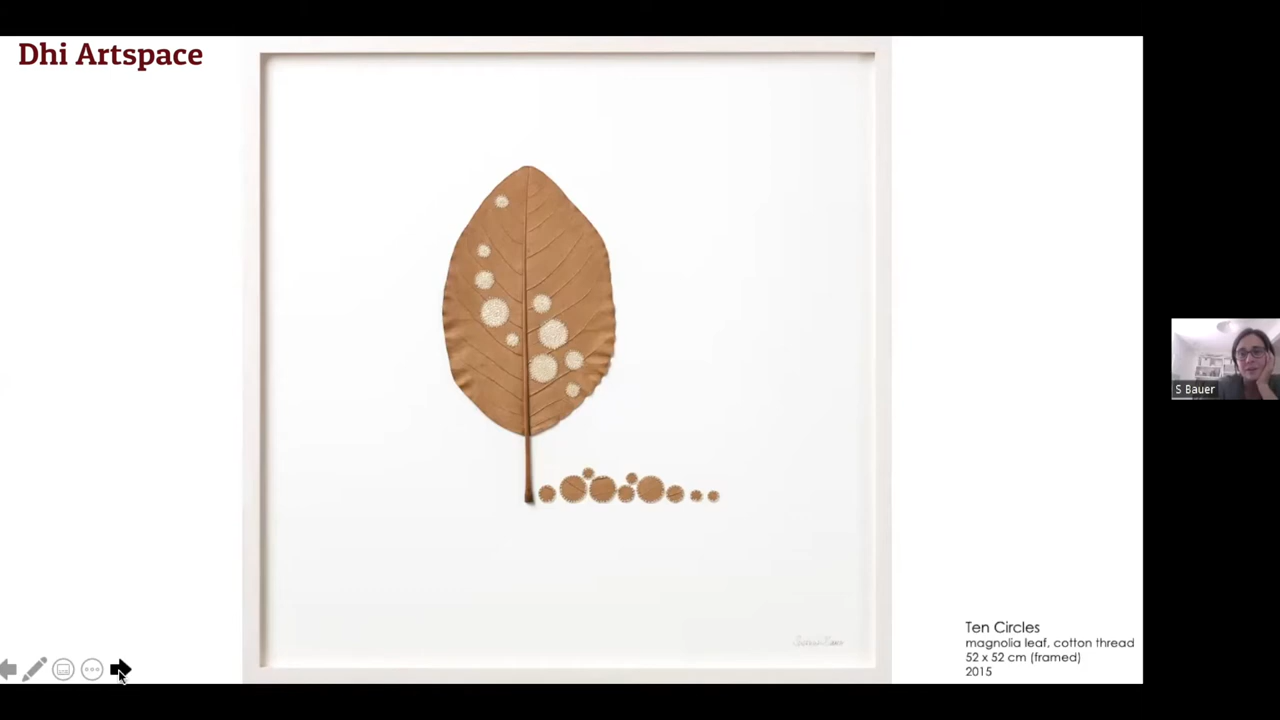 Dhi Artspace
S Bauer
Ten Circles
magnolia leaf, cotton thread
52 x 52 cm (framed)
2015